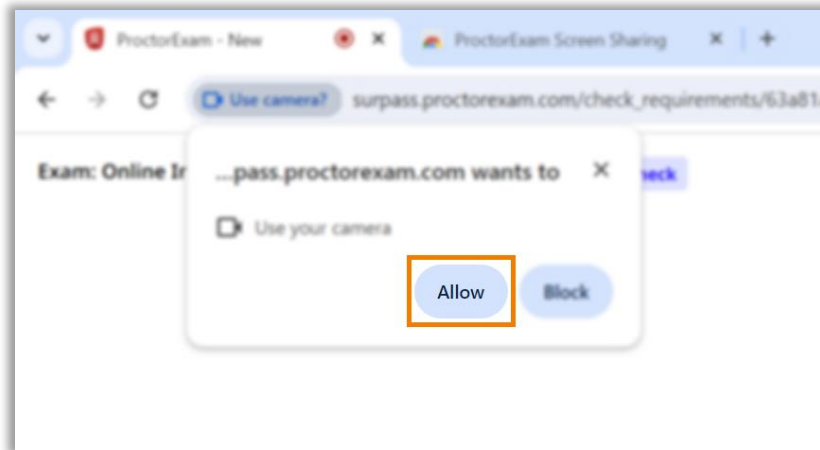 ProctorExam - New
ProctorExam Screen Sharing
Use camera?
surpass.proctorexam.com/check_requirements/63a81
Exam: Online Ir
...pass.proctorexam.com wants to
heck
Use your camera
Allow
Block